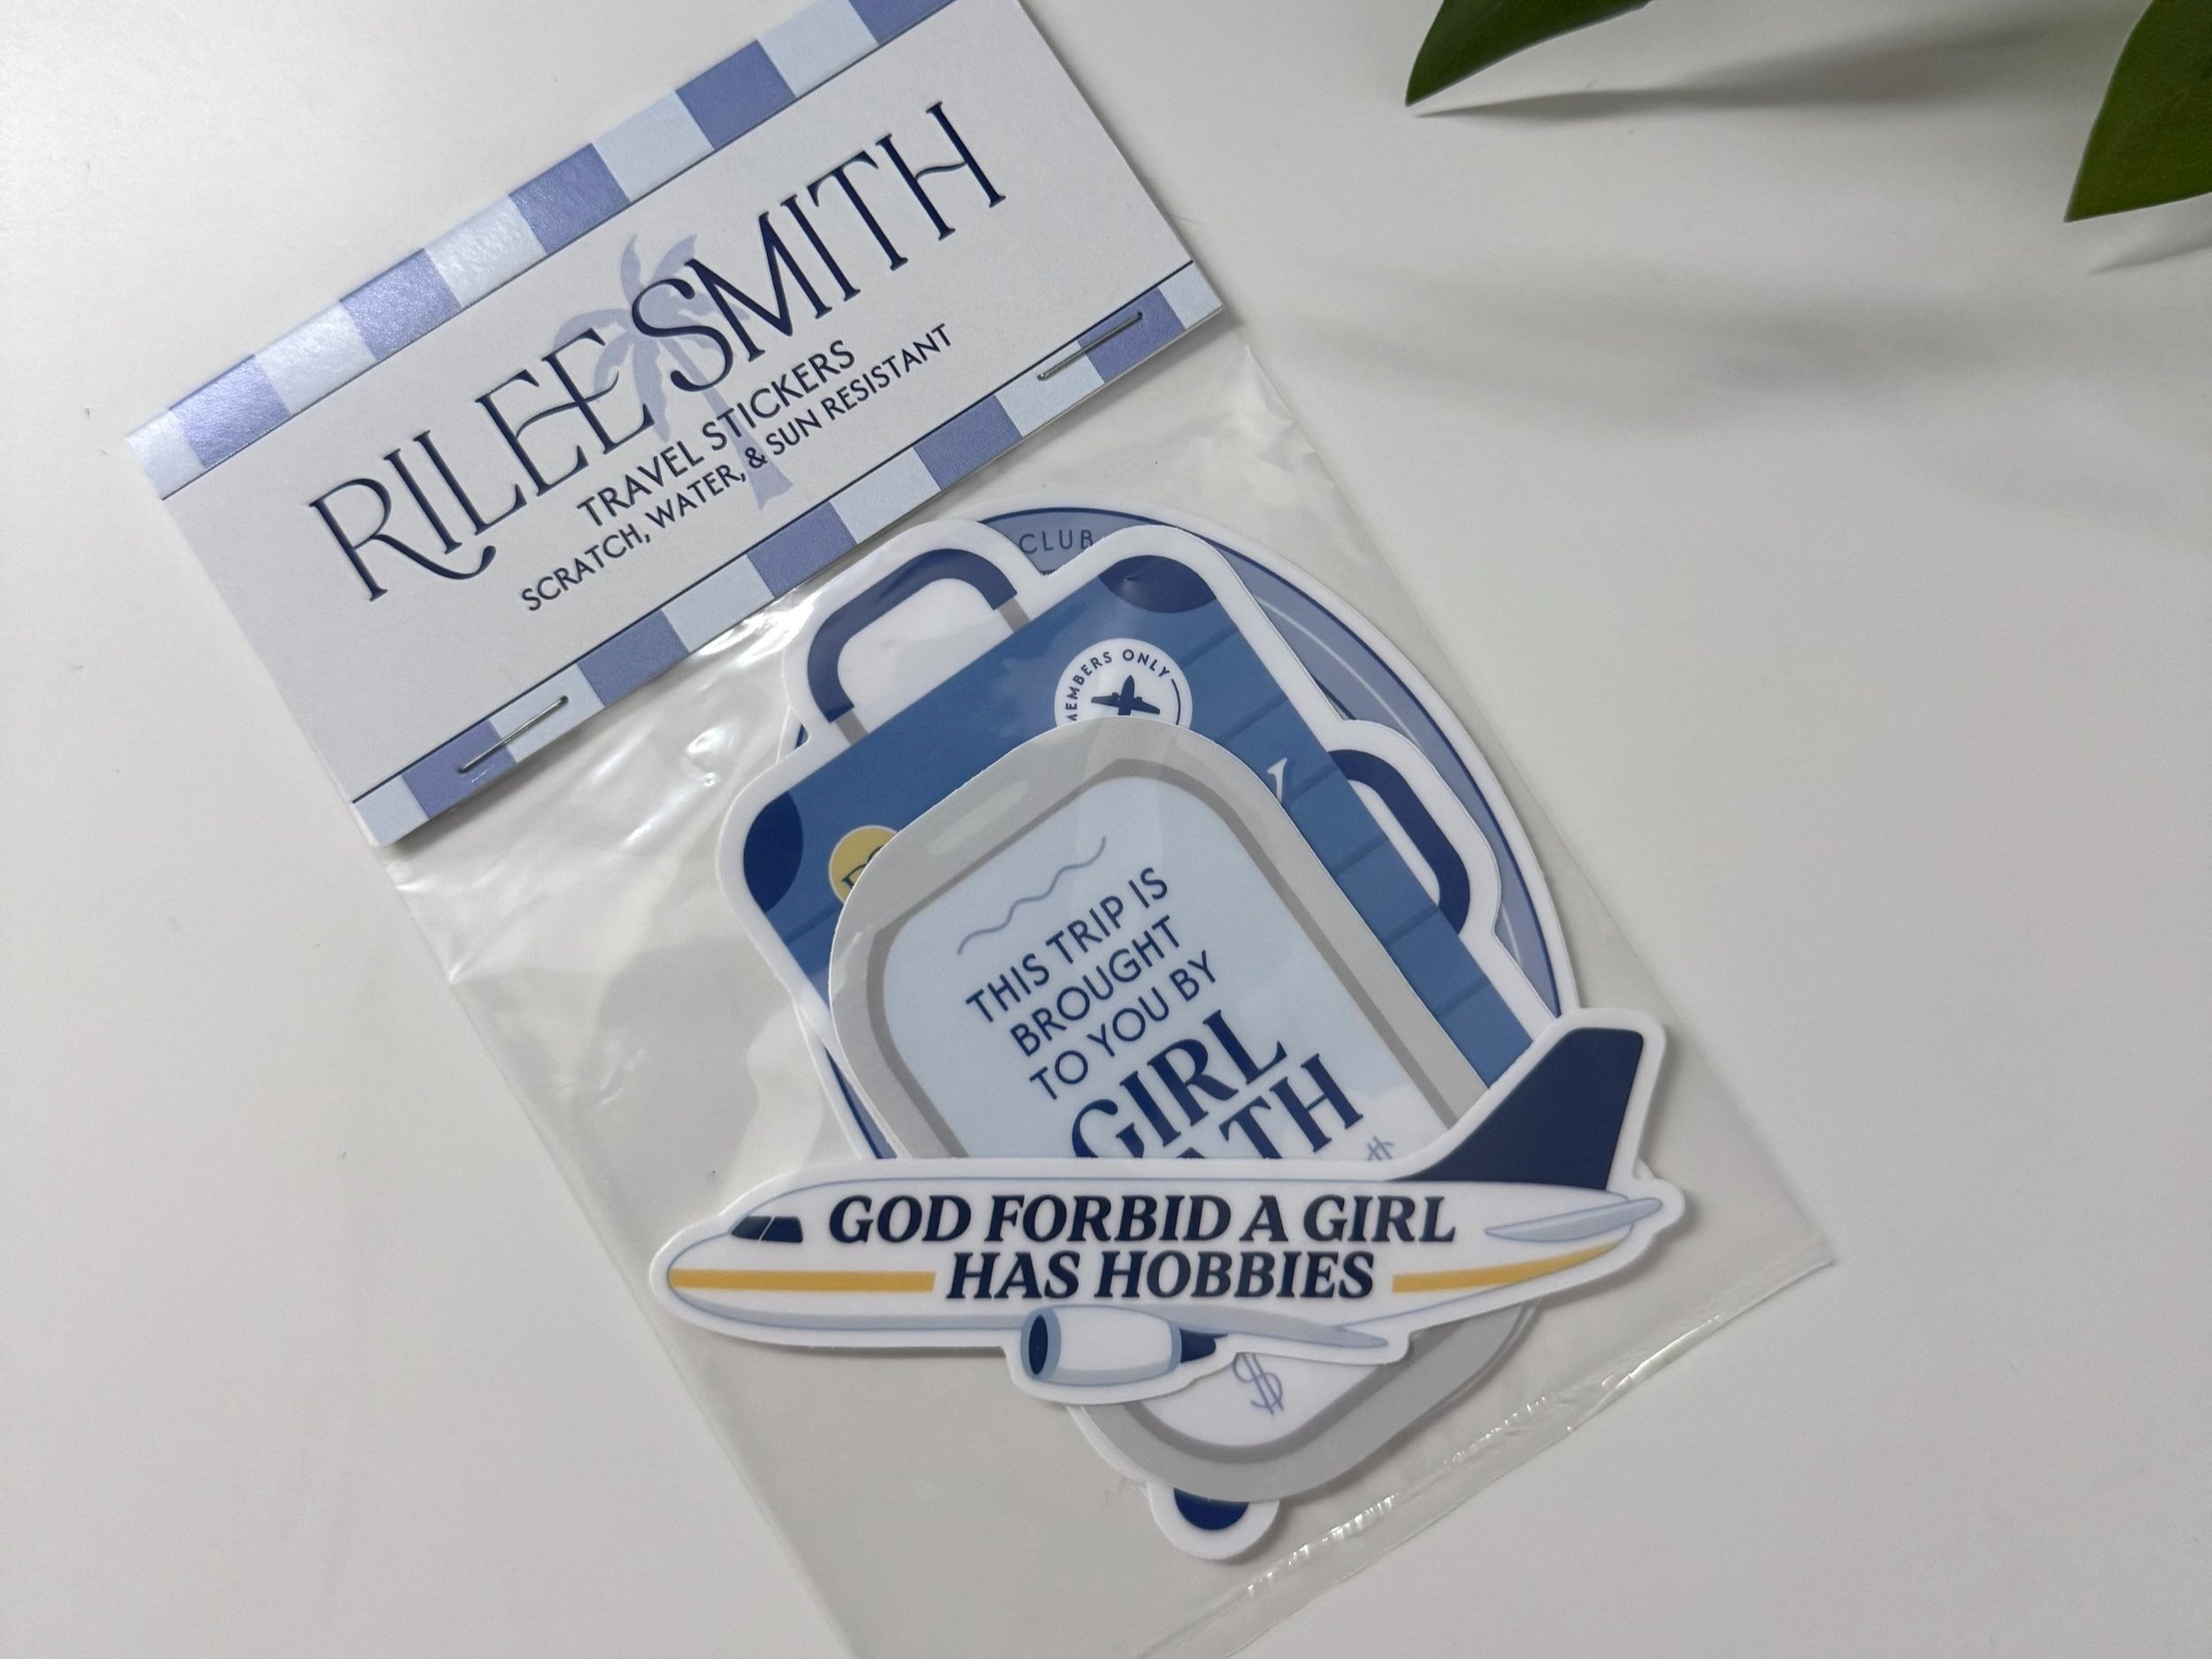 RILEE SMITH
TRAVEL STICKERS
SCRATCH, WATER, & SUN RESISTANT
CLUB
MEMBERS ONLY
THIS TRIP IS
BROUGHT
TO YOU BY
GIRL
GOD FORBID A GIRL
HAS HOBBIES
$